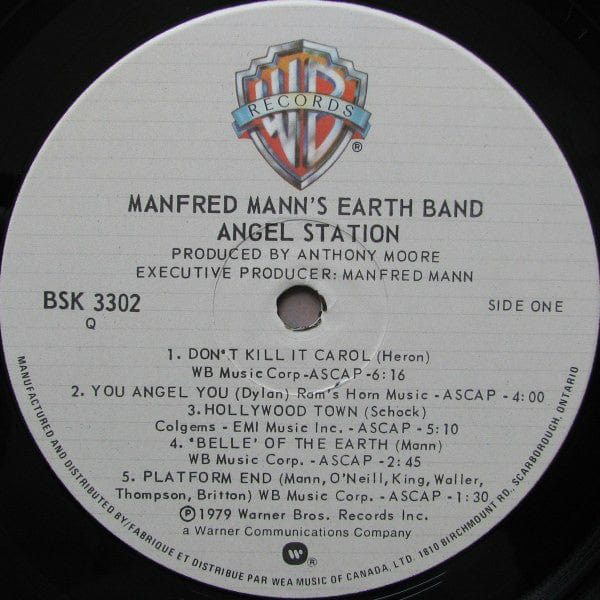 WB
RECORDS
®
MANFRED MANN'S EARTH BAND
ANGEL STATION
PRODUCED BY ANTHONY MOORE
EXECUTIVE PRODUCER: MANFRED MANN
BSK 3302
Q
SIDE ONE
1. DON'T KILL IT CAROL (Heron)
WB Music Corp - ASCAP - 6:16
2. YOU ANGEL YOU (Dylan) Ram's Horn Music - ASCAP - 4:00
3. HOLLYWOOD TOWN (Schock)
Colgems - EMI Music Inc. - ASCAP - 5:10
4. 'BELLE' OF THE EARTH (Mann)
WB Music Corp. - ASCAP - 2:45
5. PLATFORM END (Mann, O'Neill, King, Waller,
Thompson, Britton) WB Music Corp. - ASCAP - 1:30
Ⓟ1979 Warner Bros. Records Inc.
a Warner Communications Company
W ®
MANUFACTURED AND DISTRIBUTED BY/FABRIQUE ET DISTRIBUE PAR WEA MUSIC OF CANADA, LTD. 1810 BIRCHMOUNT RD., SCARBOROUGH, ONTARIO